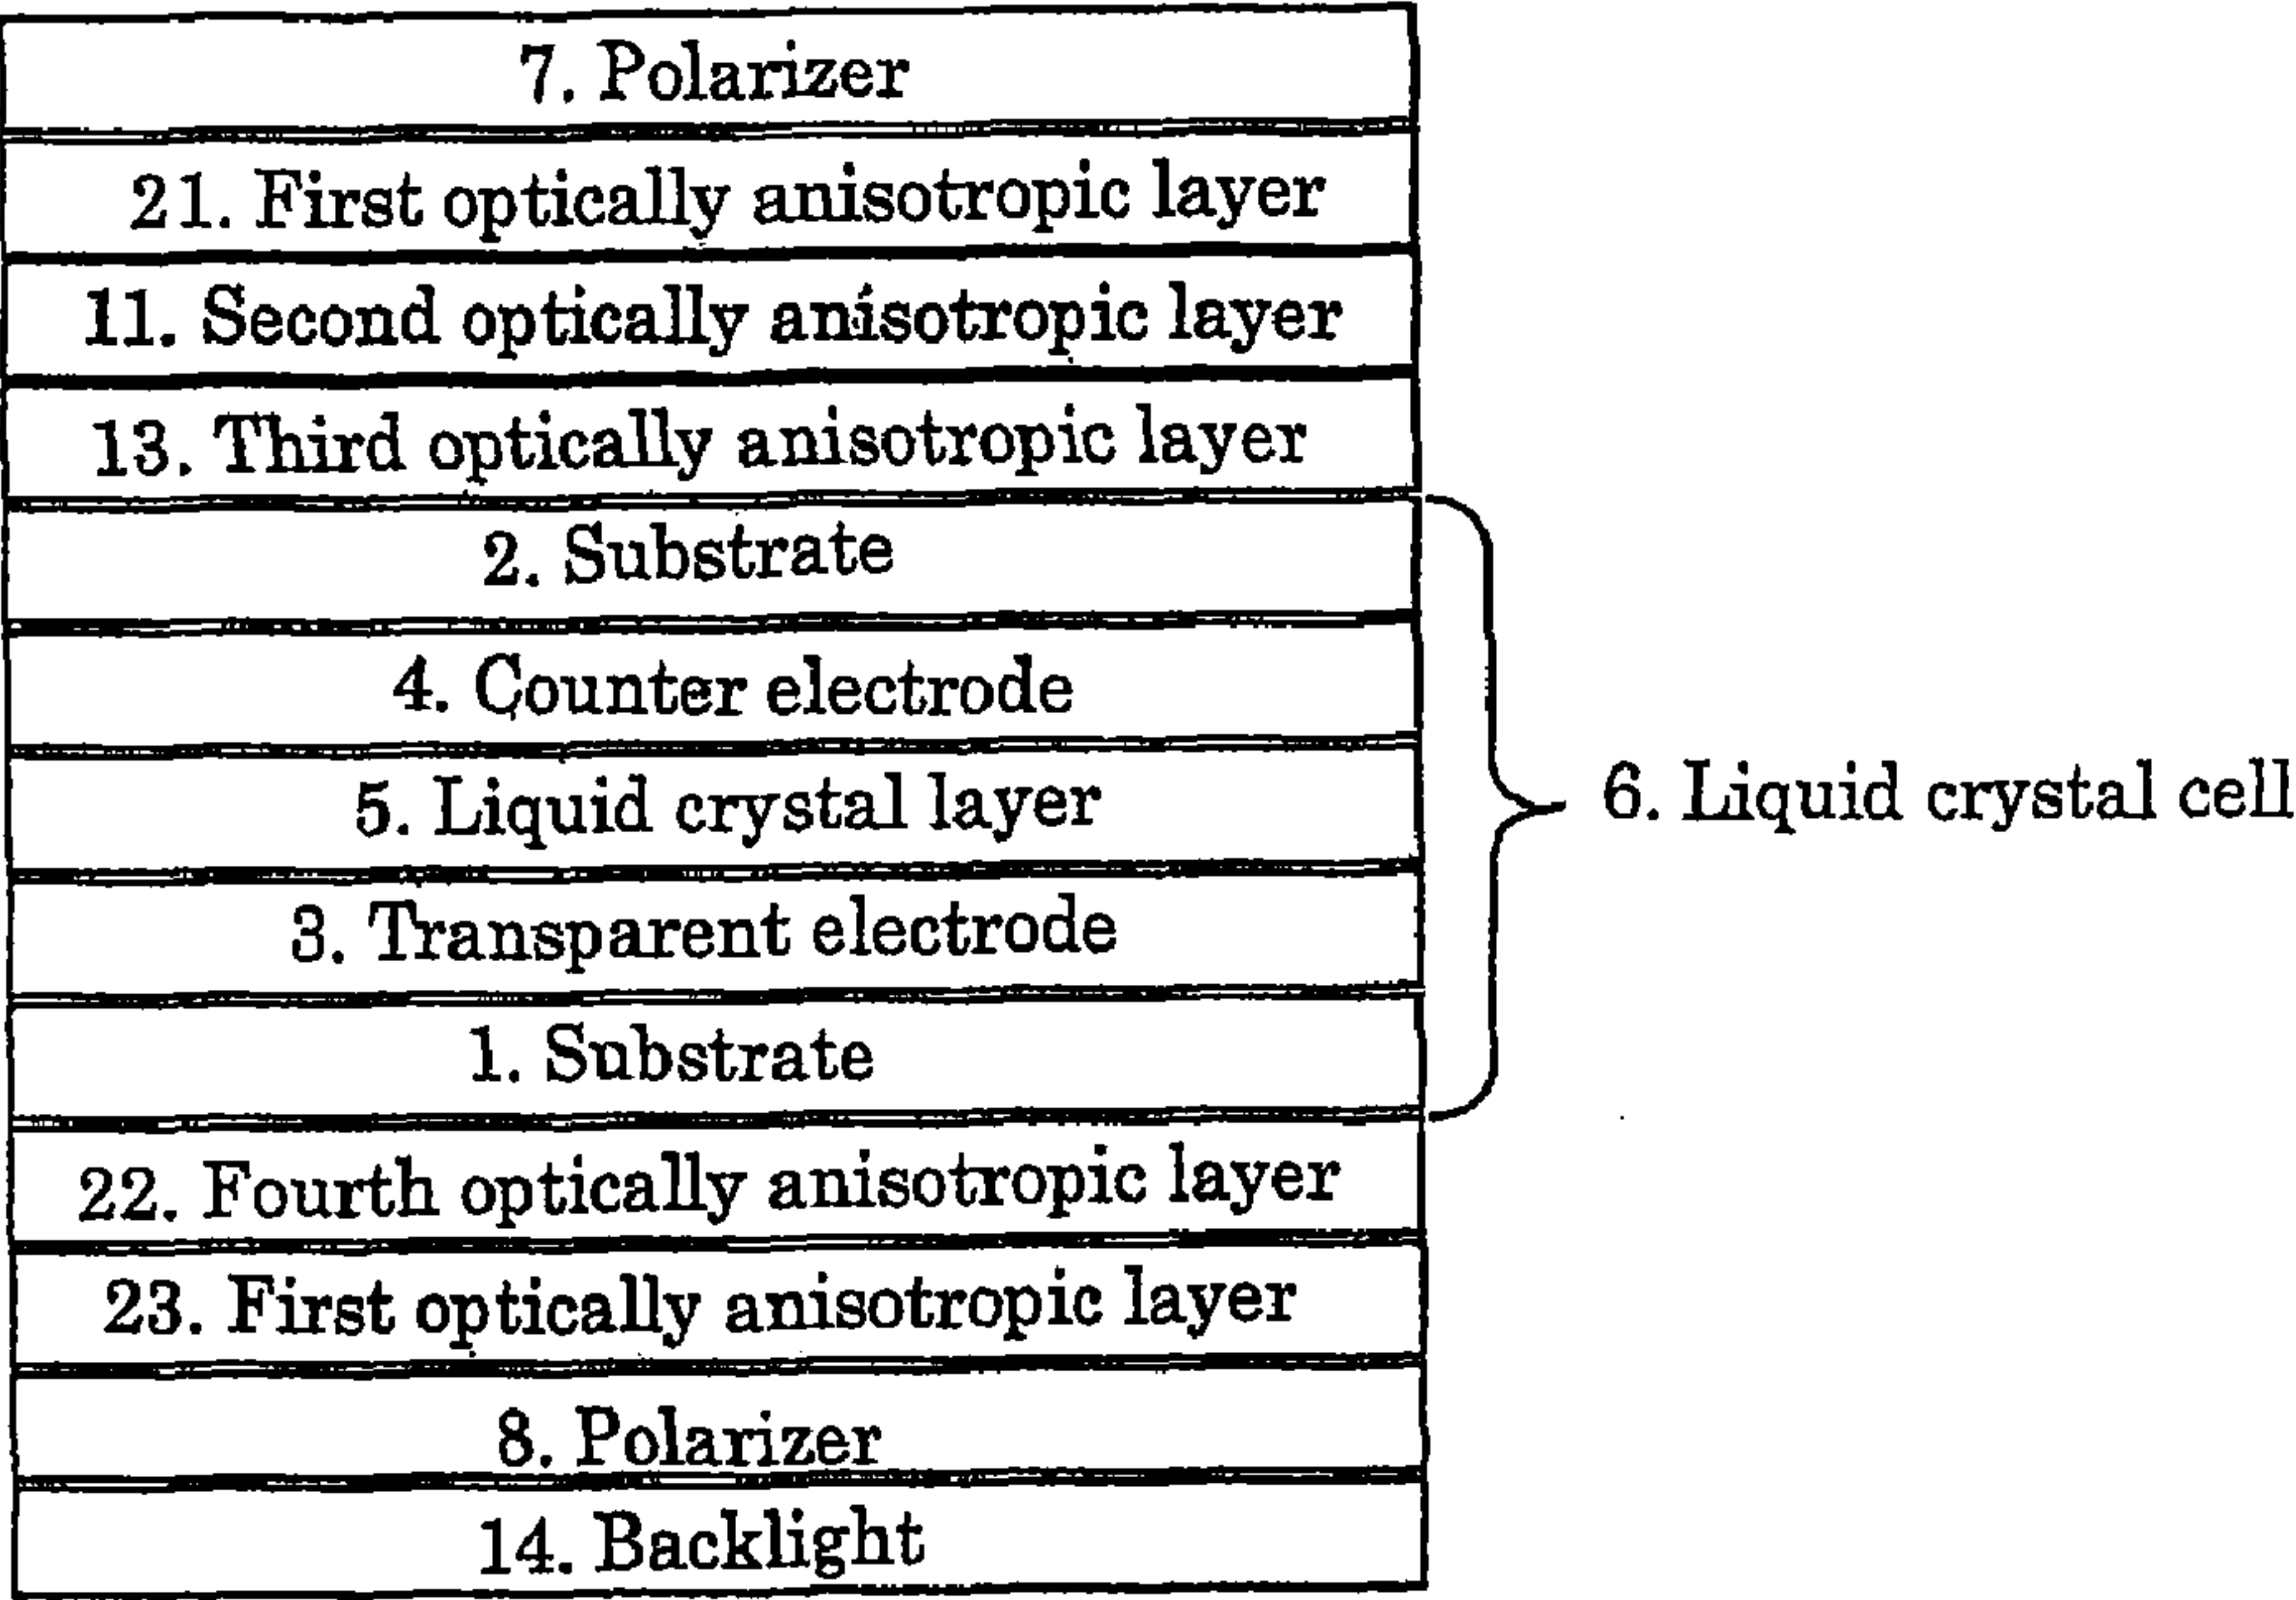 7. Polarizer
21. First optically anisotropic layer
11. Second optically anisotropic layer
13. Third optically anisotropic layer
2. Substrate
4. Counter electrode
5. Liquid crystal layer
6. Liquid crystal cell
3. Transparent electrode
1. Substrate
22. Fourth optically anisotropic layer
23. First optically anisotropic layer
8. Polarizer
14. Backlight